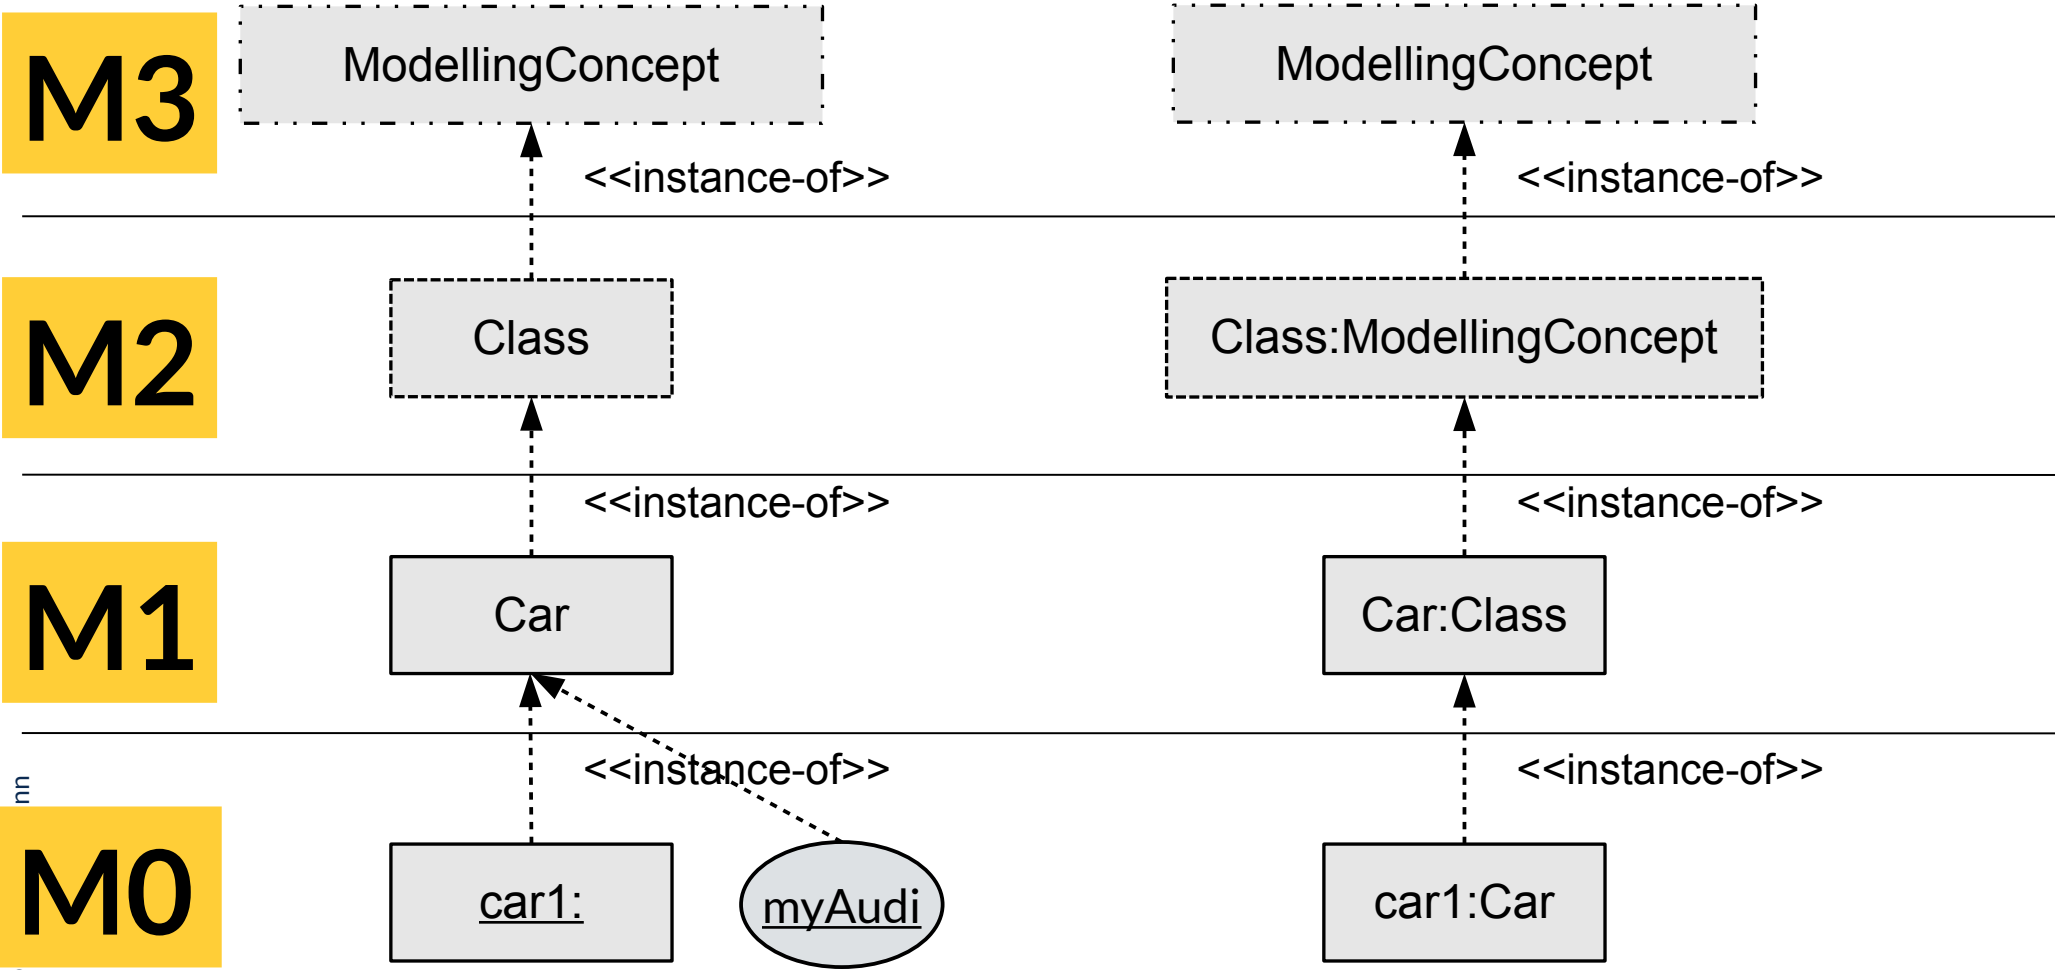 M3
ModellingConcept
ModellingConcept
<<instance-of>>
<<instance-of>>
M2
Class
Class:ModellingConcept
<<instance-of>>
<<instance-of>>
M1
Car
Car:Class
<<instance-of>>
<<instance-of>>
nn
M0
car1:
myAudi
car1:Car